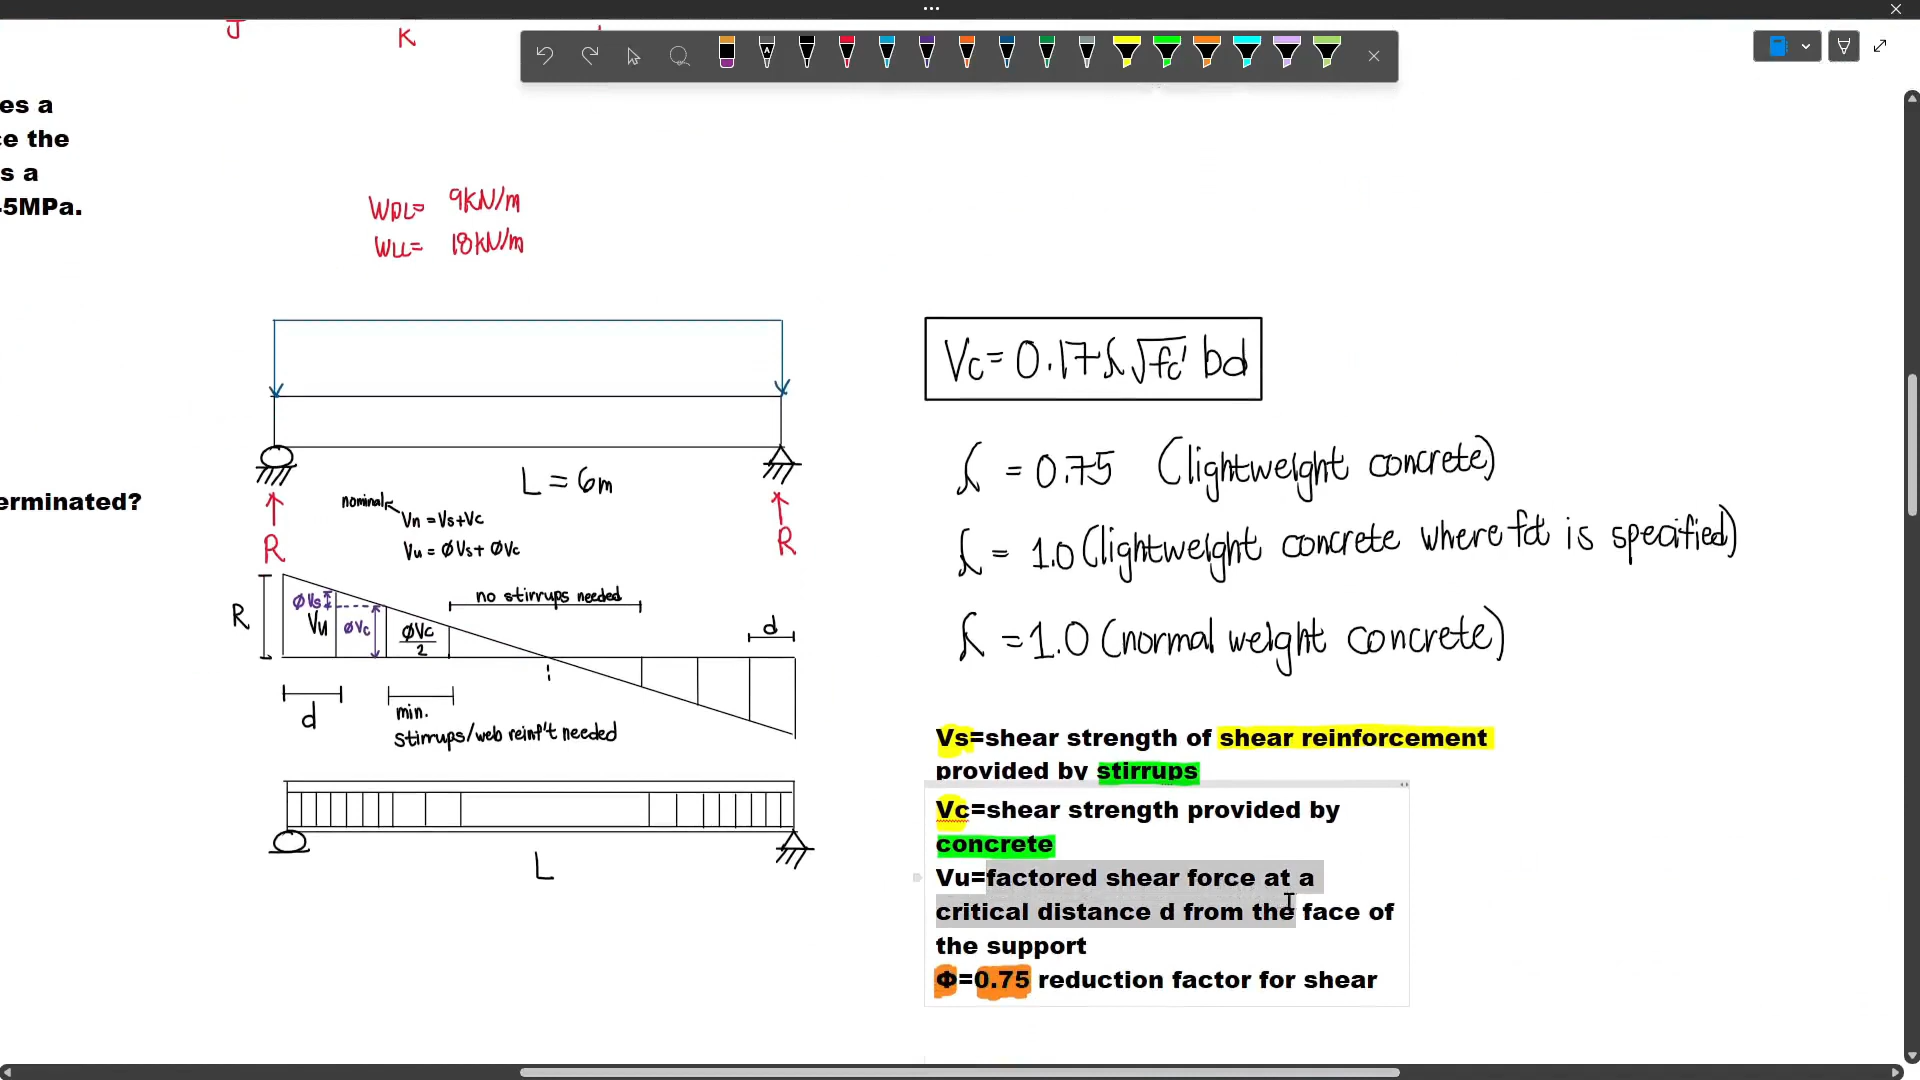 J
K
es a
ce the
s a
5MPa.
WDL= 9kN/m
WLL= 18kN/m
Vc=0.17λ√fc' bd
L = 6m
λ = 0.75 (lightweight concrete)
nominal
Vn = Vs+Vc
Vu = ØVs + ØVc
erminated?
λ = 1.0 (lightweight concrete where fct is specified)
R
R
no stirrups needed
R
ØVs
Vu
ØVc
ØVc
2
d
λ =1.0 (normal weight concrete)
d
min.
stirrups/web reinf't needed
L
Vs=shear strength of shear reinforcement
provided by stirrups
Vc=shear strength provided by
concrete
Vu=factored shear force at a
critical distance d from the face of
the support
Φ=0.75 reduction factor for shear